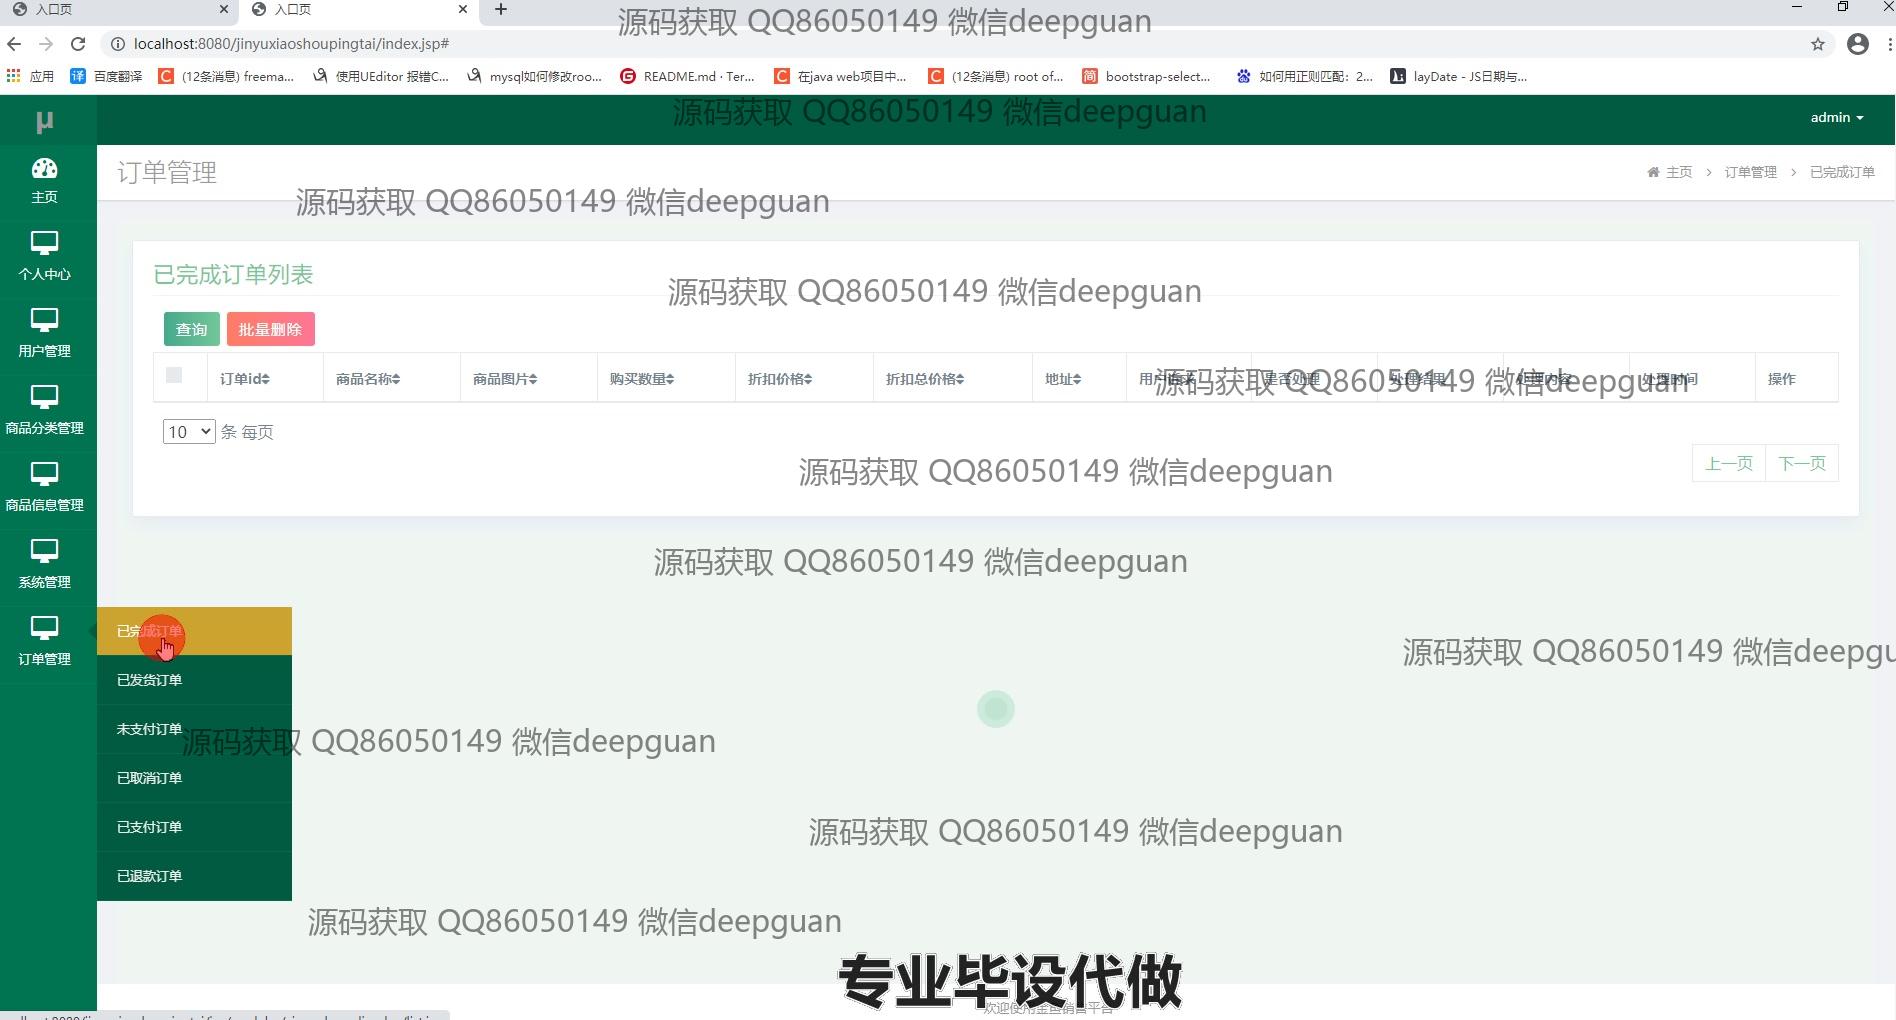 入口页
入口页
localhost:8080/jinyuxiaoshoupingtai/index.jsp#
应用 百度翻译 (12条消息) freema... 使用UEditor 报错C... mysql如何修改roo... README.md · Ter... 在java web项目中... (12条消息) root of... bootstrap-select... 如何用正则匹配：2... layDate - JS日期与...
源码获取 QQ86050149 微信deepguan
源码获取 QQ86050149 微信deepguan
µ
admin
主页
个人中心
用户管理
商品分类管理
商品信息管理
系统管理
订单管理
订单管理
主页 > 订单管理 > 已完成订单
源码获取 QQ86050149 微信deepguan
已完成订单列表
源码获取 QQ86050149 微信deepguan
查询 批量删除
订单id 商品名称 商品图片 购买数量 折扣价格 折扣总价格 地址 是否处理 处理结果 处理内容 处理时间 操作
源码获取 QQ86050149 微信deepguan
10 条 每页
上一页 下一页
源码获取 QQ86050149 微信deepguan
源码获取 QQ86050149 微信deepguan
已完成订单
已发货订单
未支付订单
已取消订单
已支付订单
已退款订单
源码获取 QQ86050149 微信deepgu
源码获取 QQ86050149 微信deepguan
源码获取 QQ86050149 微信deepguan
源码获取 QQ86050149 微信deepguan
专业毕设代做
欢迎使用金鱼销售平台